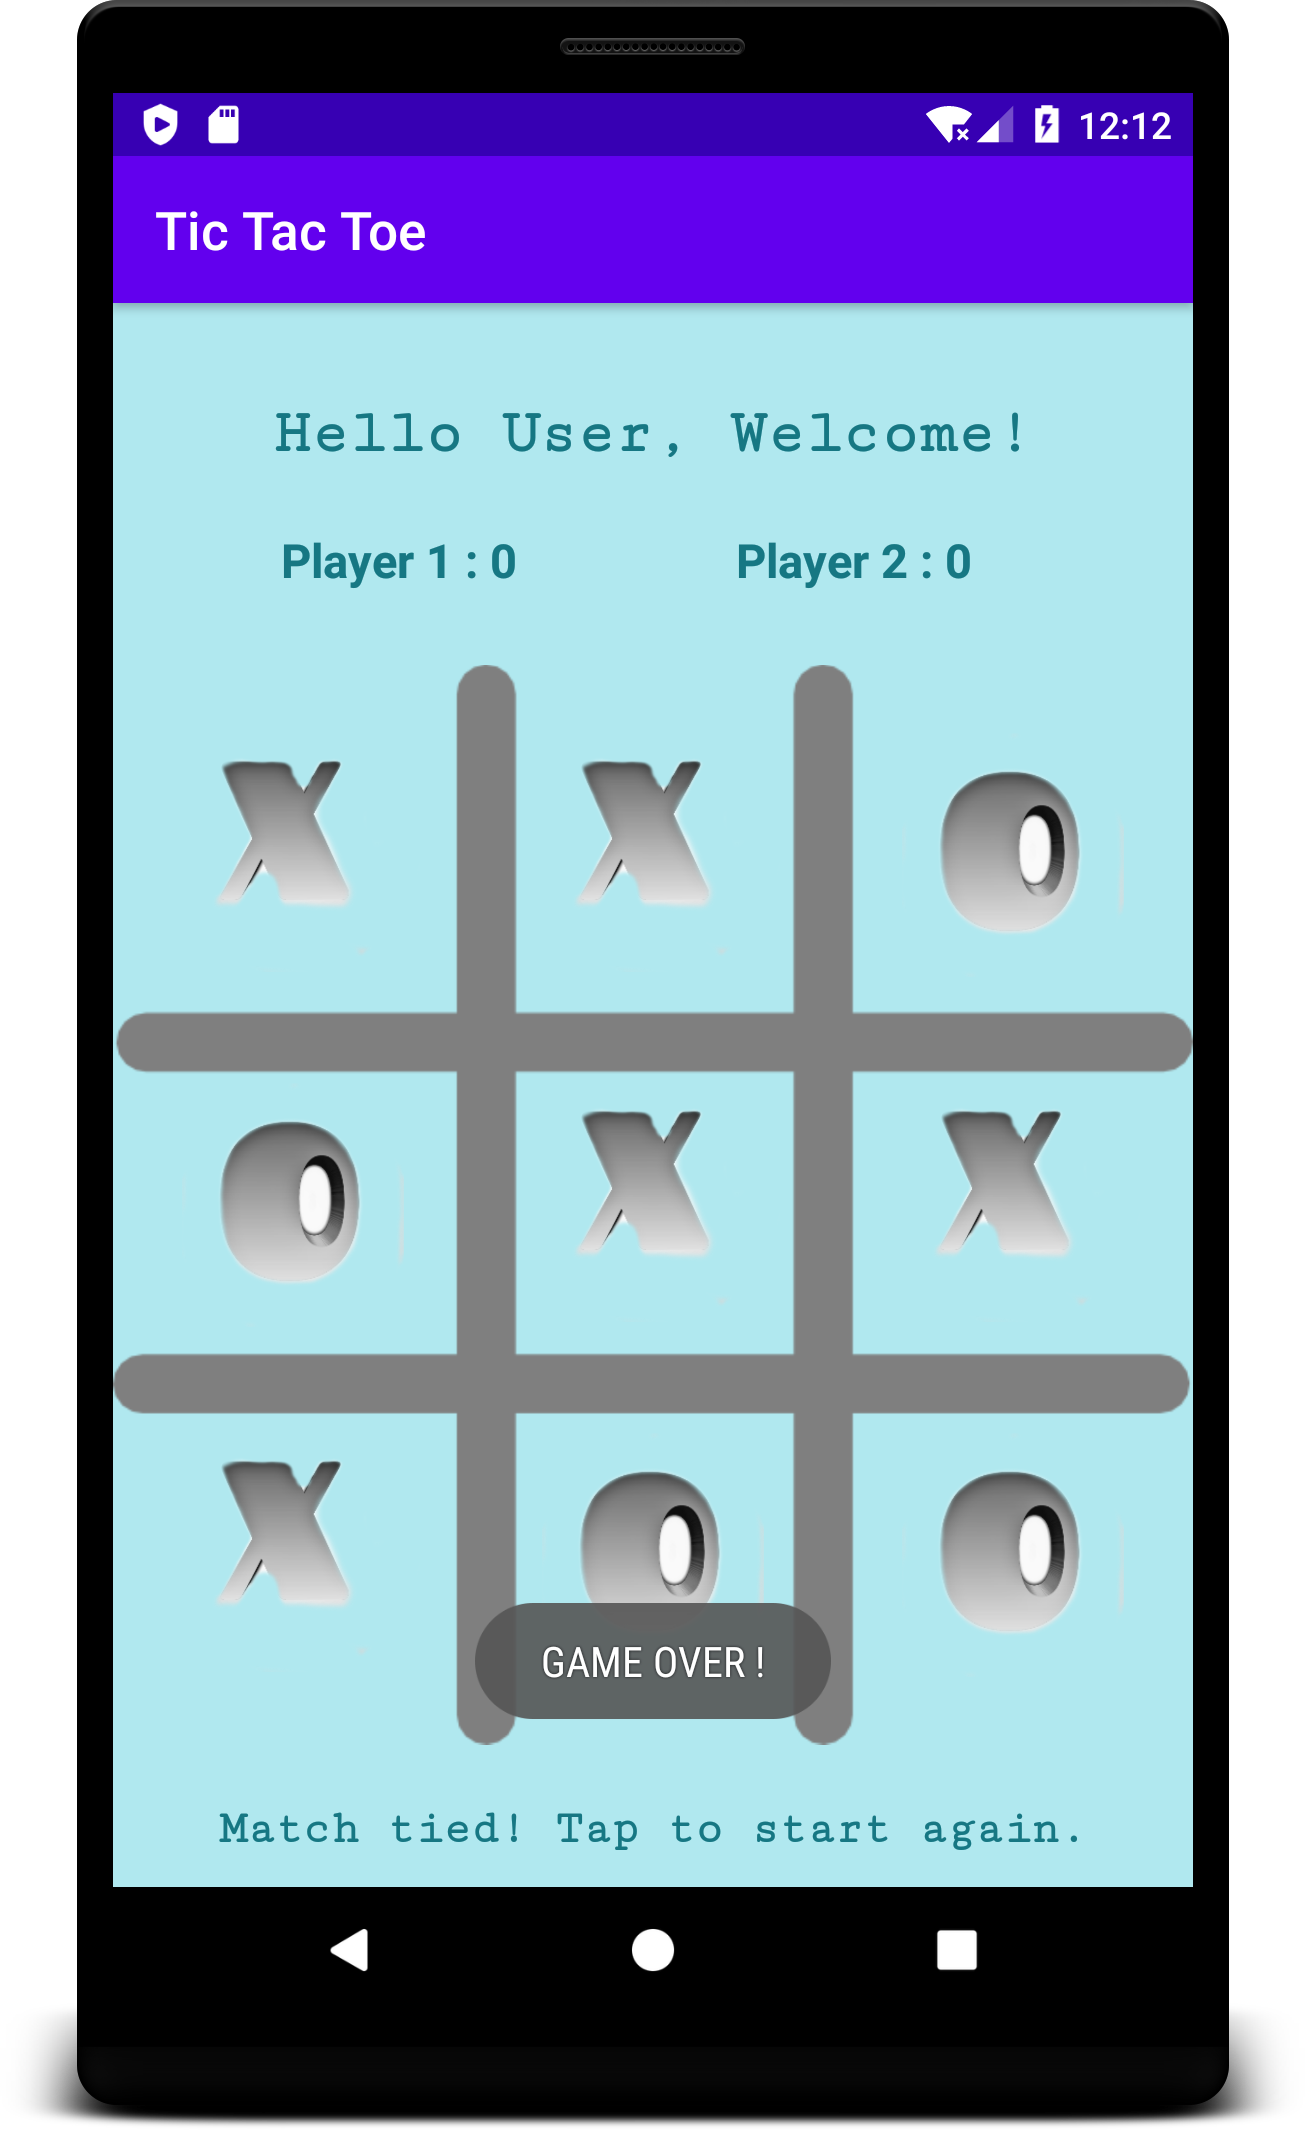 12:12
Tic Tac Toe
Hello User, Welcome!
Player 1 : 0 Player 2 : 0
X X O
O X X
X O O
GAME OVER !
Match tied! Tap to start again.